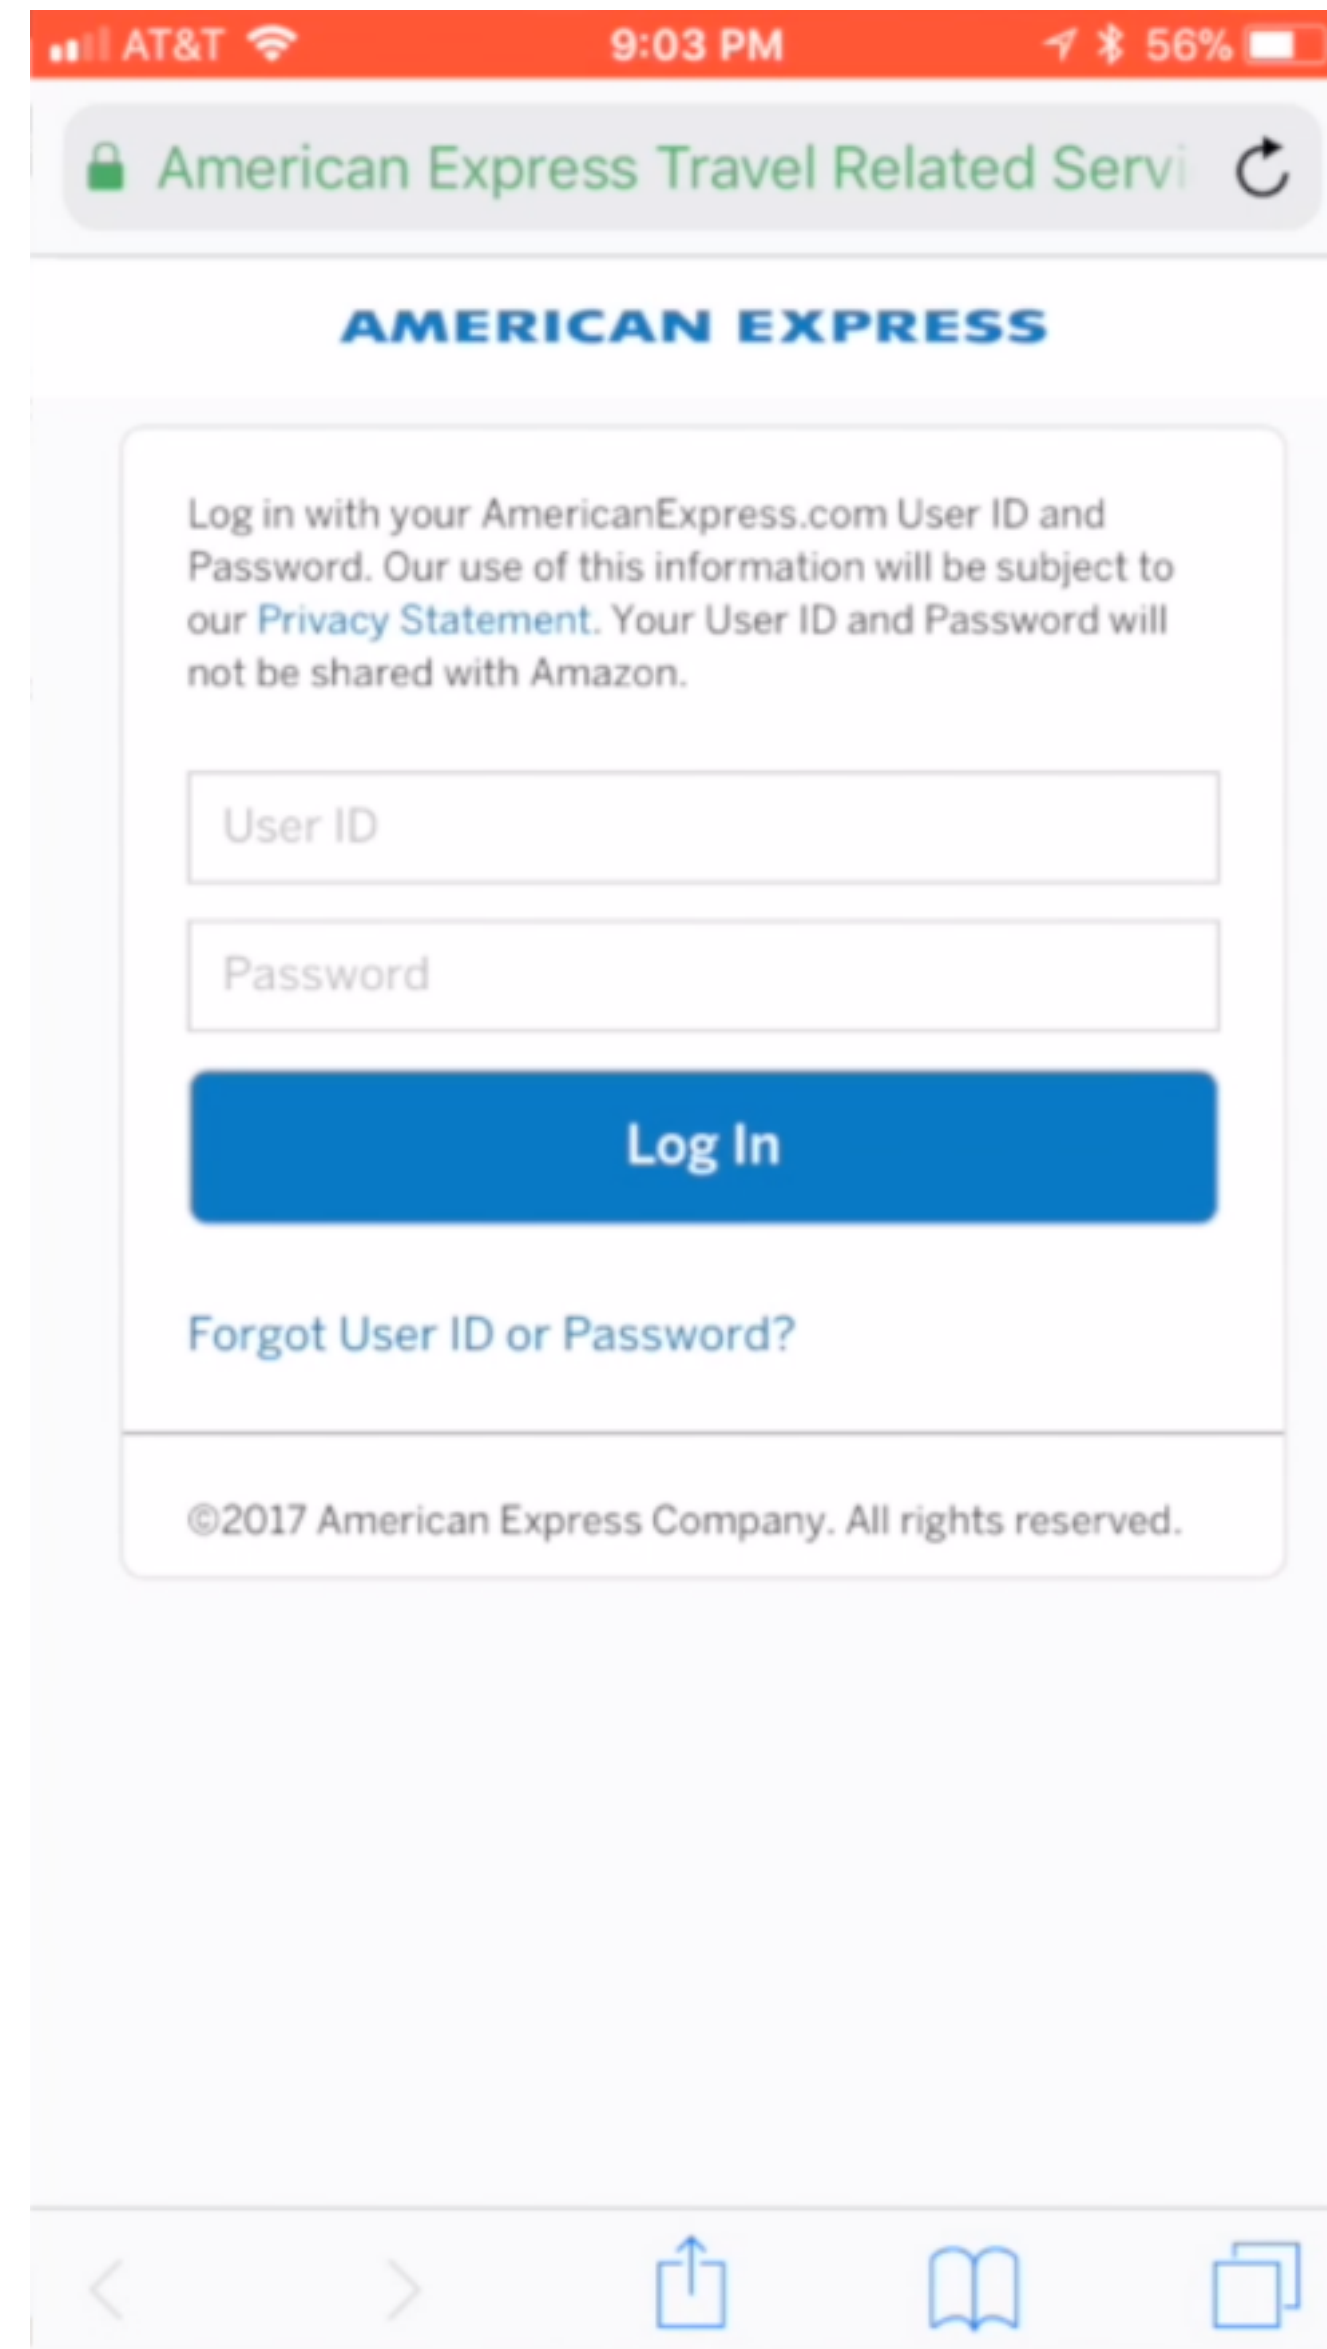 AT&T 9:03 PM 56%
American Express Travel Related Servi
AMERICAN EXPRESS
Log in with your AmericanExpress.com User ID and
Password. Our use of this information will be subject to
our Privacy Statement. Your User ID and Password will
not be shared with Amazon.
User ID
Password
Log In
Forgot User ID or Password?
©2017 American Express Company. All rights reserved.